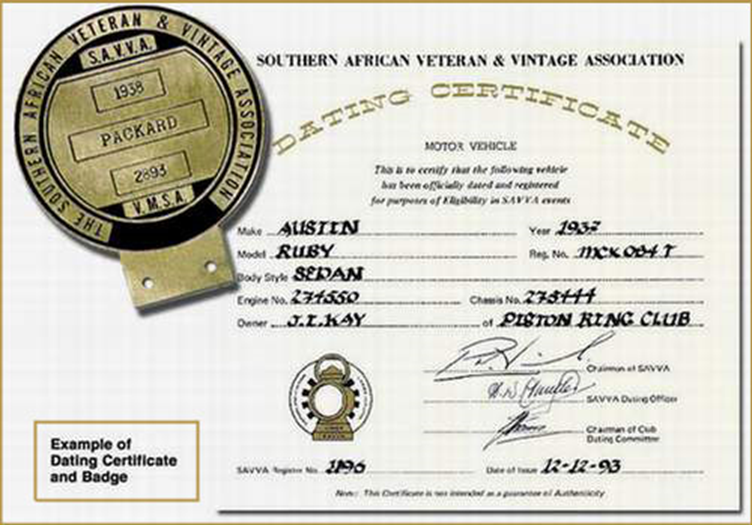 THE SOUTHERN AFRICAN VETERAN & VINTAGE ASSOCIATION
S.A.V.V.A.
1938
PACKARD
2893
V.M.S.A.
SOUTHERN AFRICAN VETERAN & VINTAGE ASSOCIATION
DATING CERTIFICATE
MOTOR VEHICLE
This is to certify that the following vehicle
has been officially dated and registered
for purposes of Eligibility in SAVVA events
Make AUSTIN Year 1937
Model RUBY Reg. No. MCK 084 T
Body Style SEDAN
Engine No. 274550 Chassis No. 273444
Owner J.I.KAY of PISTON RING CLUB
Chairman of SAVVA
SAVVA Dating Officer
Chairman of Club
Dating Committee
SAVVA Register No. 1196 Date of Issue 12-12-93
Note: This Certificate is not intended as a guarantee of Authenticity
Example of
Dating Certificate
and Badge